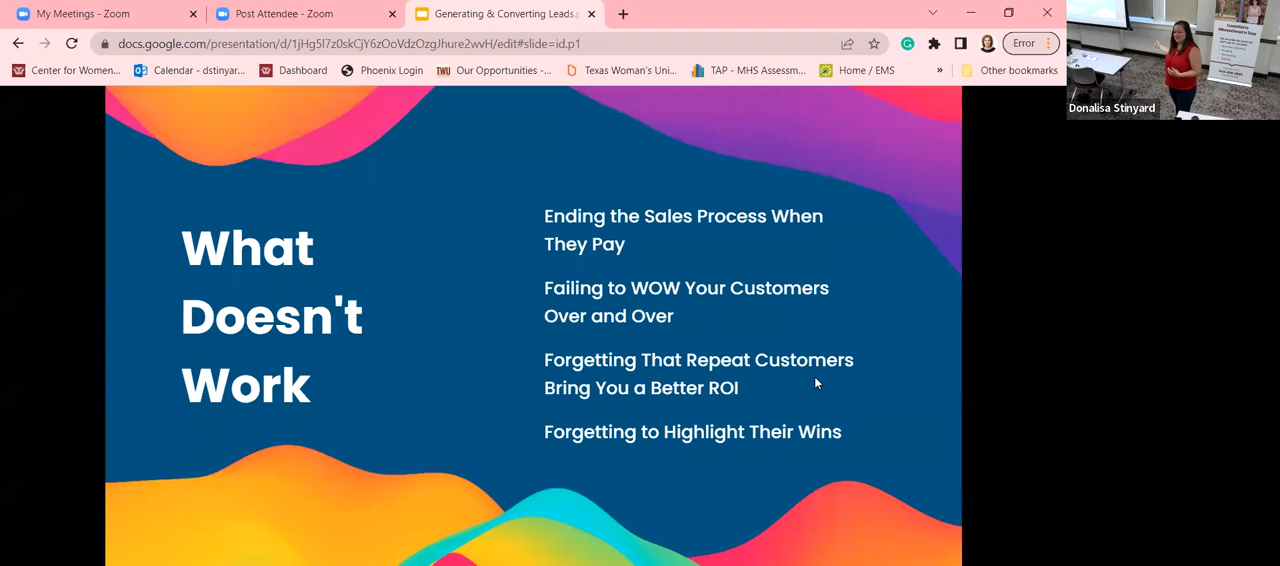 My Meetings - Zoom
Post Attendee - Zoom
Generating & Converting Leads.p
docs.google.com/presentation/d/1jHg5l7z0skCjY6zOoVdzOzgJhure2wvH/edit#slide=id.p1
Error
Center for Women...
Calendar - dstinyar...
Dashboard
Phoenix Login
Our Opportunities -...
Texas Woman's Uni...
TAP - MHS Assessm...
Home / EMS
»
Other bookmarks
Donalisa Stinyard
What
Doesn't
Work
Ending the Sales Process When
They Pay
Failing to WOW Your Customers
Over and Over
Forgetting That Repeat Customers
Bring You a Better ROI
Forgetting to Highlight Their Wins